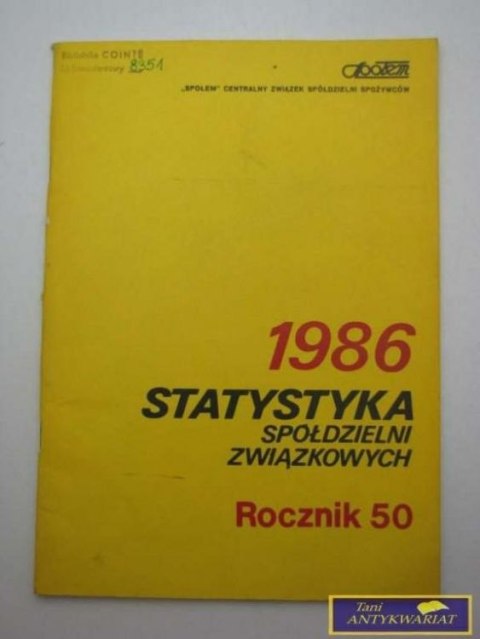 Biblioteka COINTE
8351
Społem
„SPOŁEM" CENTRALNY ZWIĄZEK SPÓŁDZIELNI SPOŻYWCÓW
1986
STATYSTYKA
SPÓŁDZIELNI
ZWIĄZKOWYCH
Rocznik 50
Tani
ANTYKWARIAT